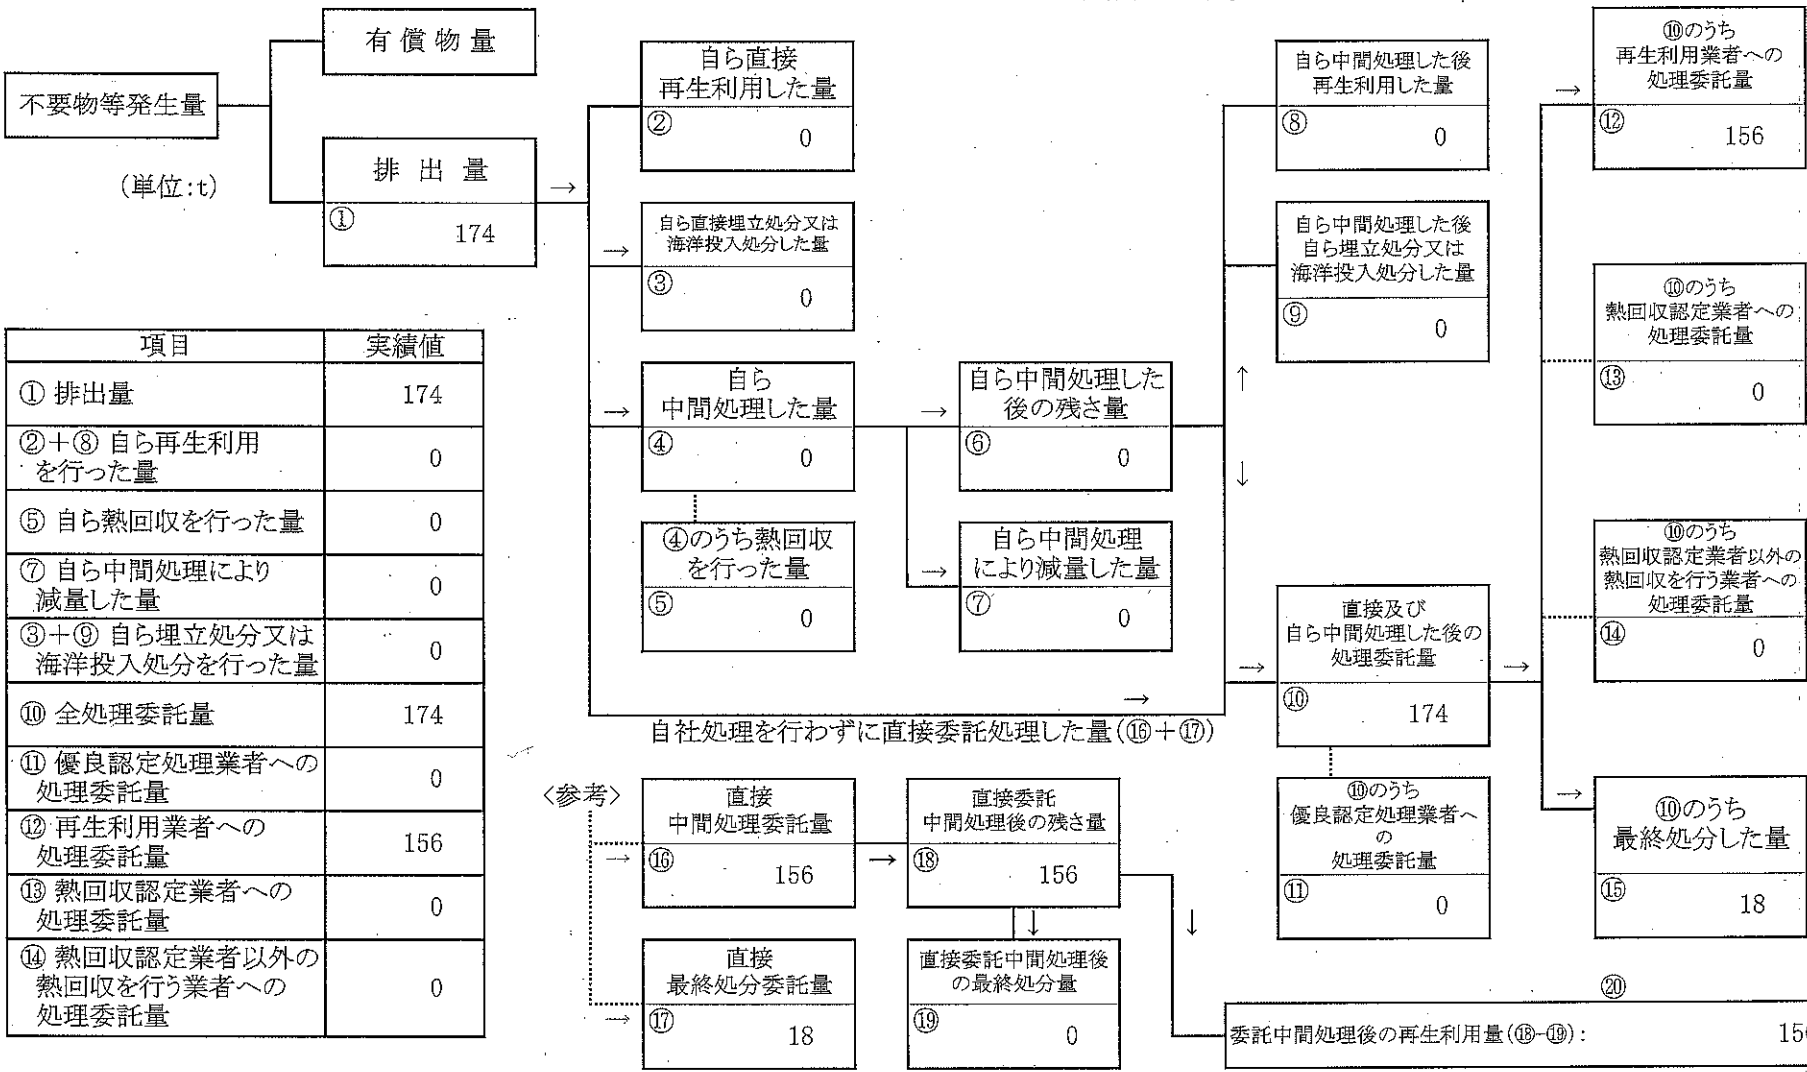 有償物量
不要物等発生量
(単位:t)
排出量
①
174
→
自ら直接
再生利用した量
②
0
→
自ら直接埋立処分又は
海洋投入処分した量
③
0
→
自ら
中間処理した量
④
0
④のうち熱回収
を行った量
⑤
0
→
自ら中間処理した
後の残さ量
⑥
0
→
自ら中間処理
により減量した量
⑦
0
↑
↓
自ら中間処理した後
再生利用した量
⑧
0
自ら中間処理した後
自ら埋立処分又は
海洋投入処分した量
⑨
0
→
自社処理を行わずに直接委託処理した量(⑯+⑰)
→
直接及び
自ら中間処理した後の
処理委託量
⑩
174
→
⑩のうち
優良認定処理業者へ
の
処理委託量
⑪
0
→
⑩のうち
再生利用業者への
処理委託量
⑫
156
⑩のうち
熱回収認定業者への
処理委託量
⑬
0
⑩のうち
熱回収認定業者以外の
熱回収を行う業者への
処理委託量
⑭
0
→
⑩のうち
最終処分した量
⑮
18
項目 実績値
① 排出量 174
②+⑧ 自ら再生利用
を行った量 0
⑤ 自ら熱回収を行った量 0
⑦ 自ら中間処理により
減量した量 0
③+⑨ 自ら埋立処分又は
海洋投入処分を行った量 0
⑩ 全処理委託量 174
⑪ 優良認定処理業者への
処理委託量 0
⑫ 再生利用業者への
処理委託量 156
⑬ 熱回収認定業者への
処理委託量 0
⑭ 熱回収認定業者以外の
熱回収を行う業者への
処理委託量 0
〈参考〉
→
直接
中間処理委託量
⑯
156
→
直接委託
中間処理後の残さ量
⑱
156
↓
↓
→
直接
最終処分委託量
⑰
18
直接委託中間処理後
の最終処分量
⑲
0
⑳
委託中間処理後の再生利用量(⑱-⑲):